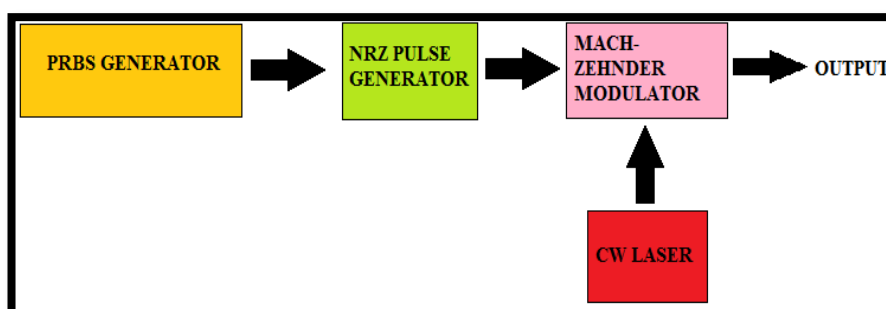 PRBS GENERATOR
NRZ PULSE
GENERATOR
MACH-
ZEHNDER
MODULATOR
OUTPUT
CW LASER